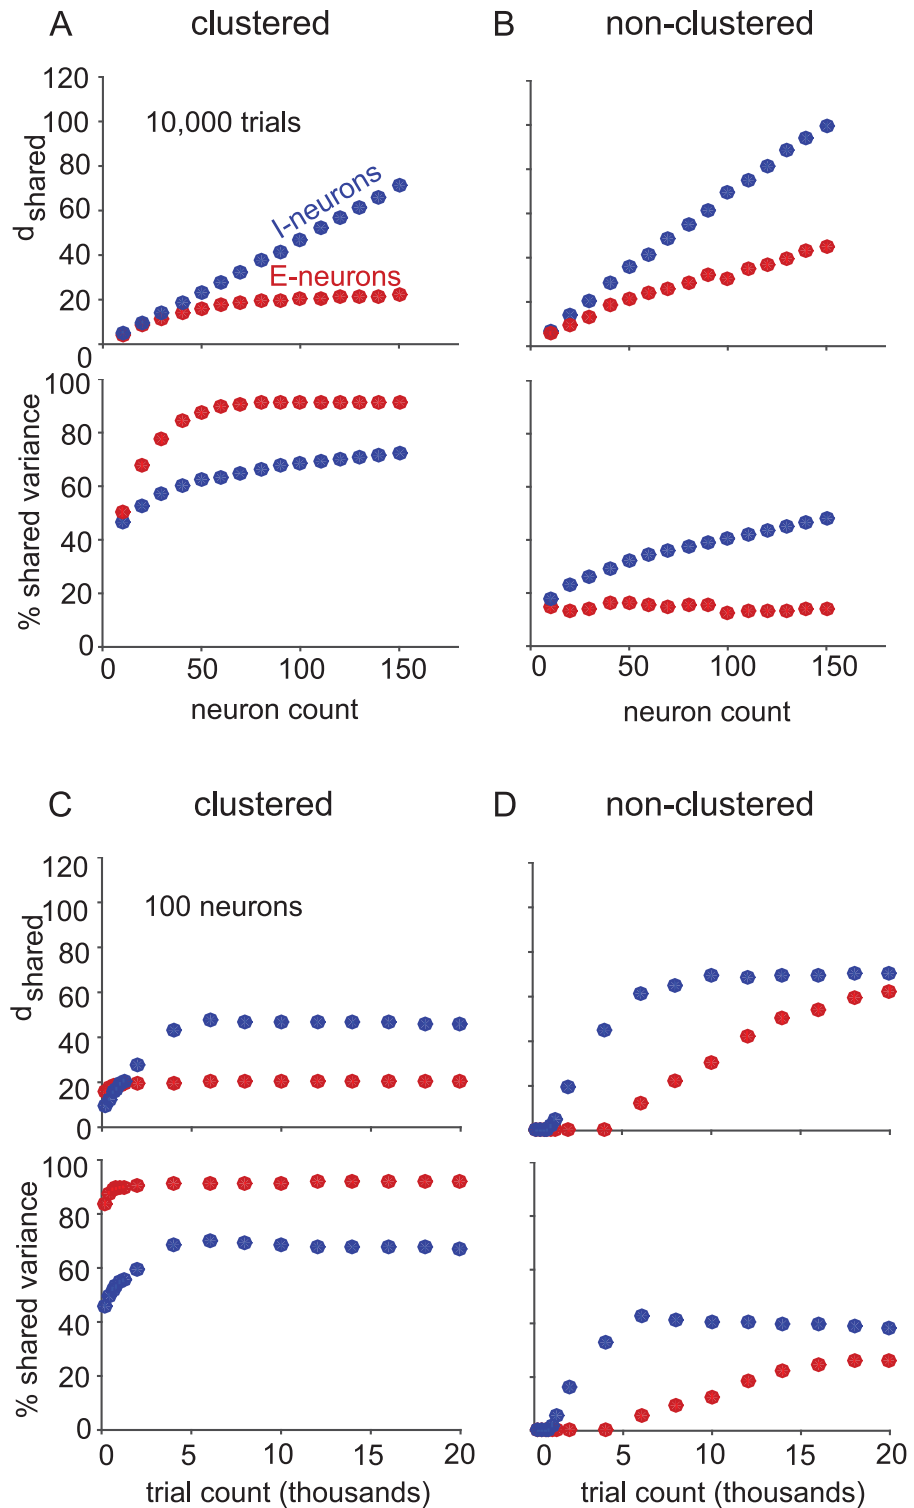 A clustered
B non-clustered
120
100
80
60
40
20
0
d shared
10,000 trials
I-neurons
E-neurons
100
80
60
40
20
0
% shared variance
0 50 100 150
neuron count
0 50 100 150
neuron count
C clustered
D non-clustered
120
100
80
60
40
20
0
d shared
100 neurons
100
80
60
40
20
0
% shared variance
0 5 10 15 20
trial count (thousands)
0 5 10 15 20
trial count (thousands)